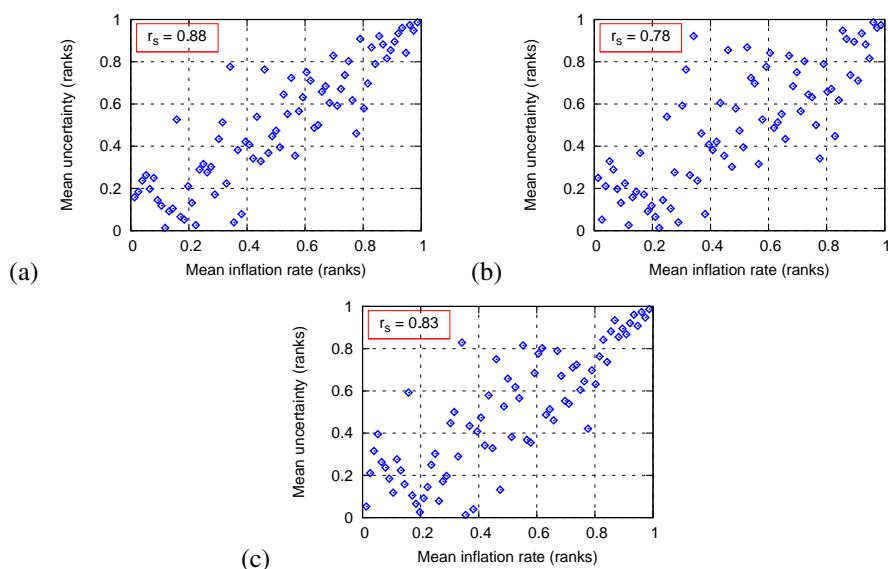 1
0.8
0.6
0.4
0.2
0
0 0.2 0.4 0.6 0.8 1
Mean uncertainty (ranks)
Mean inflation rate (ranks)
rs = 0.88
(a)
1
0.8
0.6
0.4
0.2
0
0 0.2 0.4 0.6 0.8 1
Mean uncertainty (ranks)
Mean inflation rate (ranks)
rs = 0.78
(b)
1
0.8
0.6
0.4
0.2
0
0 0.2 0.4 0.6 0.8 1
Mean uncertainty (ranks)
Mean inflation rate (ranks)
rs = 0.83
(c)